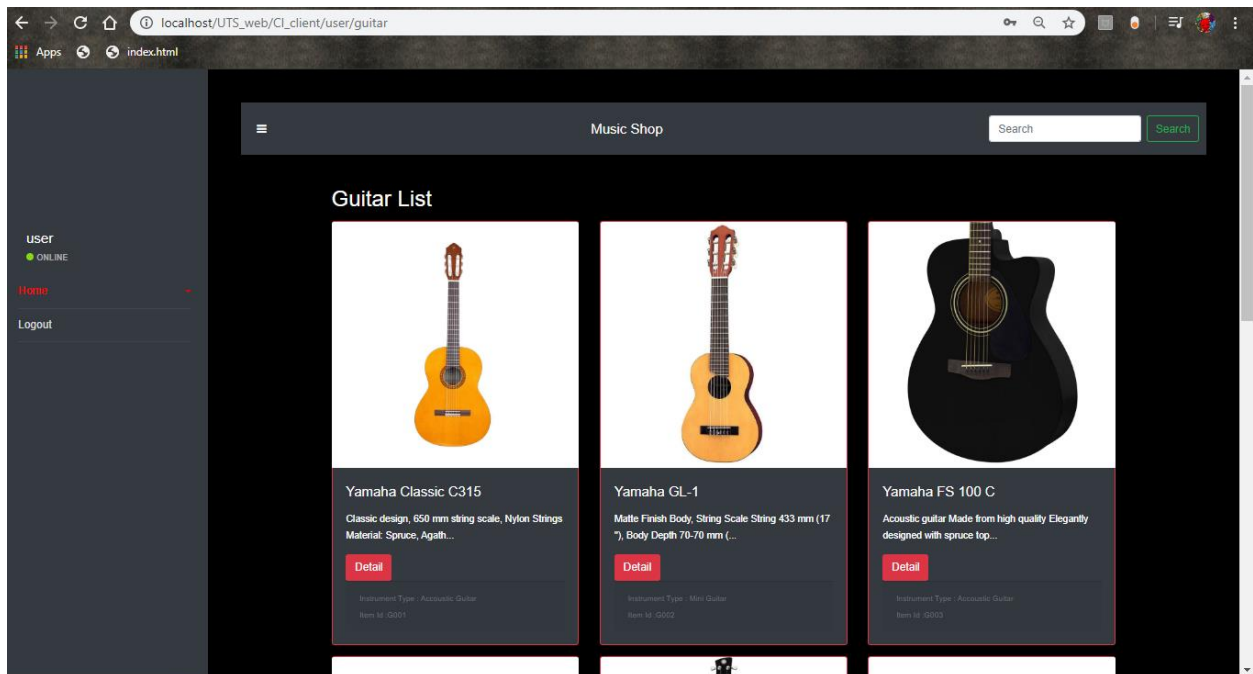 localhost/UTS_web/CI_client/user/guitar
Apps
index.html
Music Shop
Search
Search
user
ONLINE
Home
Logout
Guitar List
Yamaha Classic C315
Classic design, 650 mm string scale, Nylon Strings
Material: Spruce, Agath...
Detail
Instrument Type : Accoustic Guitar
Item Id :G001
Yamaha GL-1
Matte Finish Body, String Scale String 433 mm (17
"), Body Depth 70-70 mm (...
Detail
Instrument Type : Mini Guitar
Item Id :G002
Yamaha FS 100 C
Acoustic guitar Made from high quality Elegantly
designed with spruce top...
Detail
Instrument Type : Accoustic Guitar
Item Id :G003